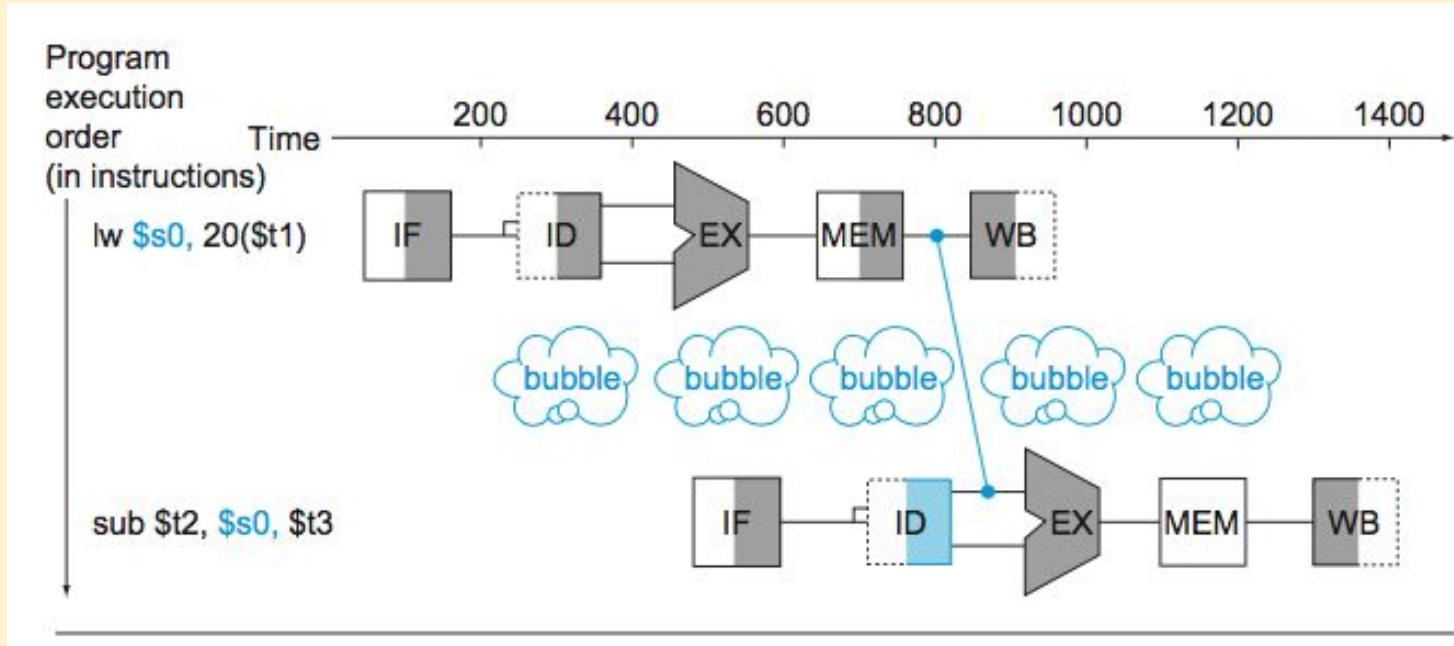 Program
execution
order
(in instructions)
Time
200 400 600 800 1000 1200 1400
lw $s0, 20($t1)
IF ID EX MEM WB
bubble bubble bubble bubble bubble
sub $t2, $s0, $t3
IF ID EX MEM WB